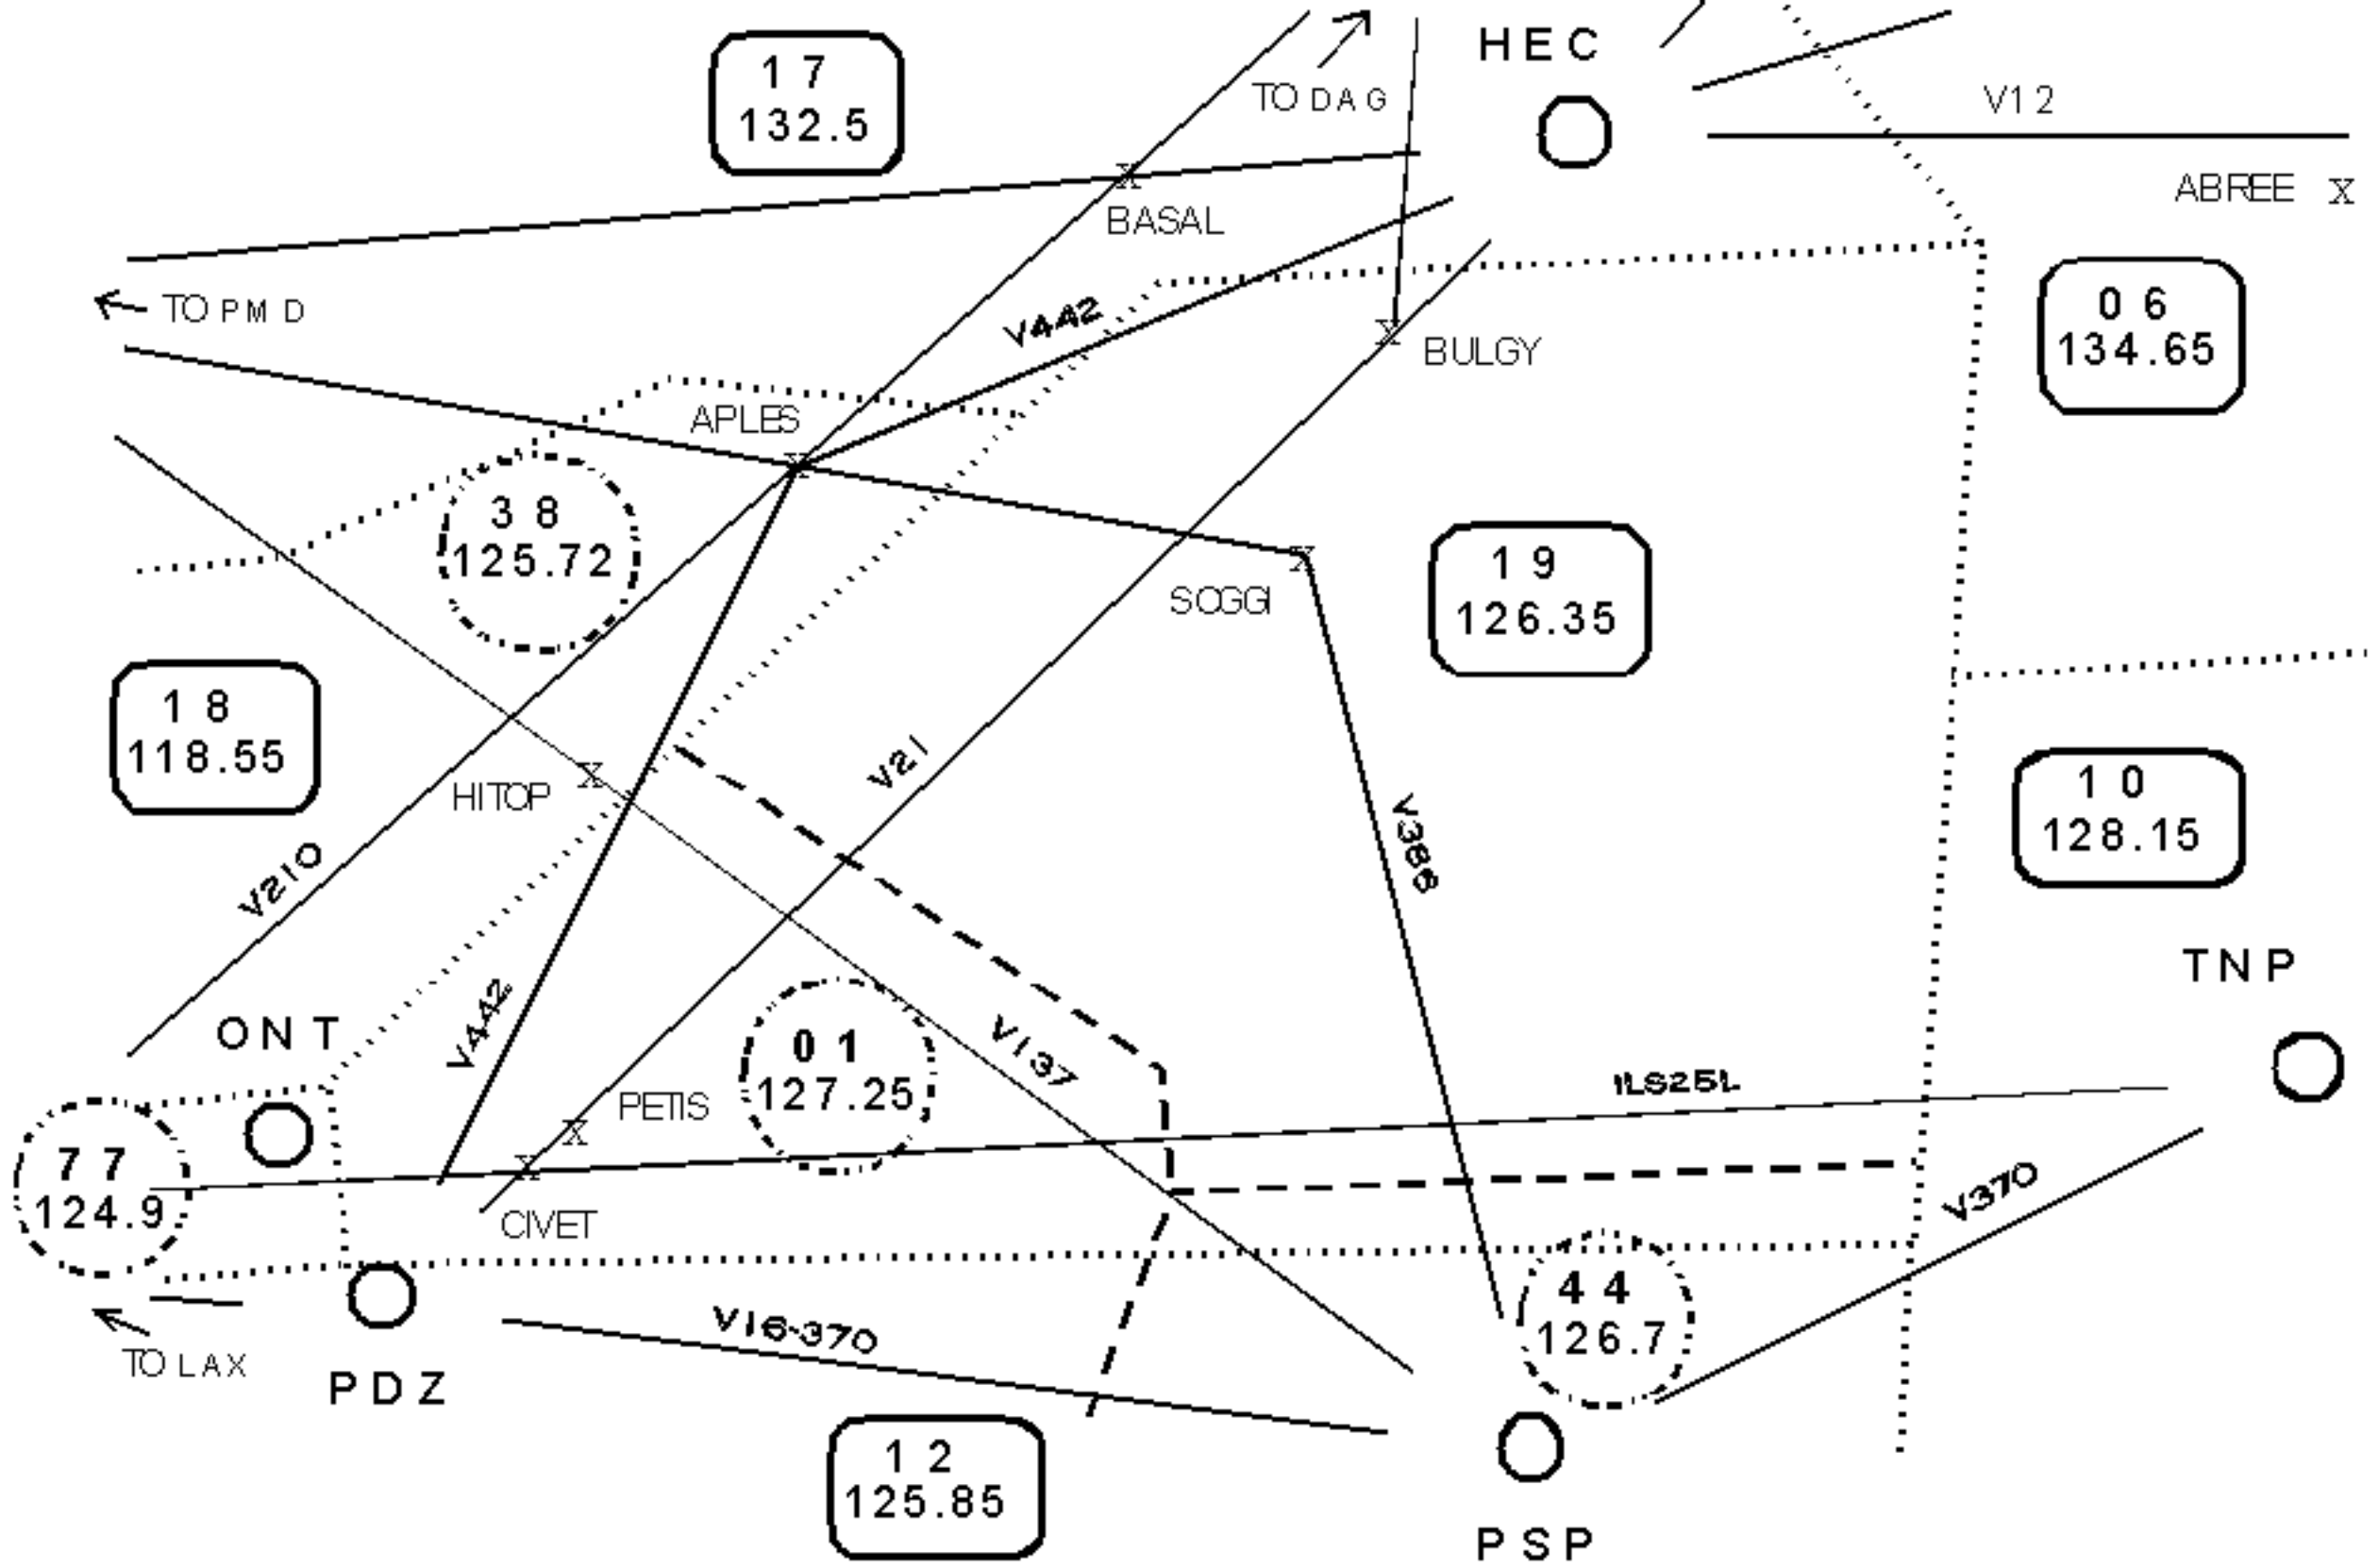 HEC
17
132.5
TO DAG
V12
ABREE X
X
BASAL
TO PMD
06
134.65
V442
X
BULGY
APLES
X
38
125.72
X
SOGGI
19
126.35
18
118.55
HITOP X
V21
V386
10
128.15
V210
TNP
V442
ONT
01
127.25
V137
PETIS
X
ILS25L
77
124.9
X
CIVET
V370
44
126.7
V16-370
TO LAX
PDZ
12
125.85
PSP